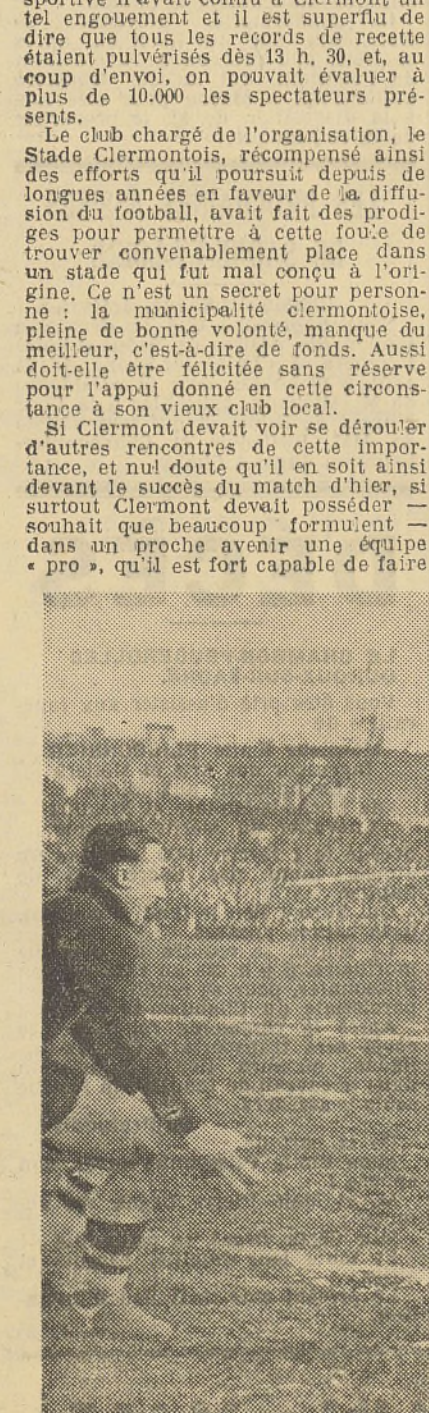 sportive n'avait connu à Clermont un
tel engouement et il est superflu de
dire que tous les records de recette
étaient pulvérisés dès 13 h. 30, et, au
coup d'envoi, on pouvait évaluer à
plus de 10.000 les spectateurs pré-
sents.
Le club chargé de l'organisation, le
Stade Clermontois, récompensé ainsi
des efforts qu'il poursuit depuis de
longues années en faveur de la diffu-
sion du football, avait fait des prodi-
ges pour permettre à cette foule de
trouver convenablement place dans
un stade qui fut mal conçu à l'ori-
gine. Ce n'est un secret pour person-
ne : la municipalité clermontoise,
pleine de bonne volonté, manque du
meilleur, c'est-à-dire de fonds. Aussi
doit-elle être félicitée sans réserve
pour l'appui donné en cette circons-
tance à son vieux club local.
Si Clermont devait voir se dérouler
d'autres rencontres de cette impor-
tance, et nul doute qu'il en soit ainsi
devant le succès du match d'hier, si
surtout Clermont devait posséder —
souhait que beaucoup formulent —
dans un proche avenir une équipe
« pro », qu'il est fort capable de faire